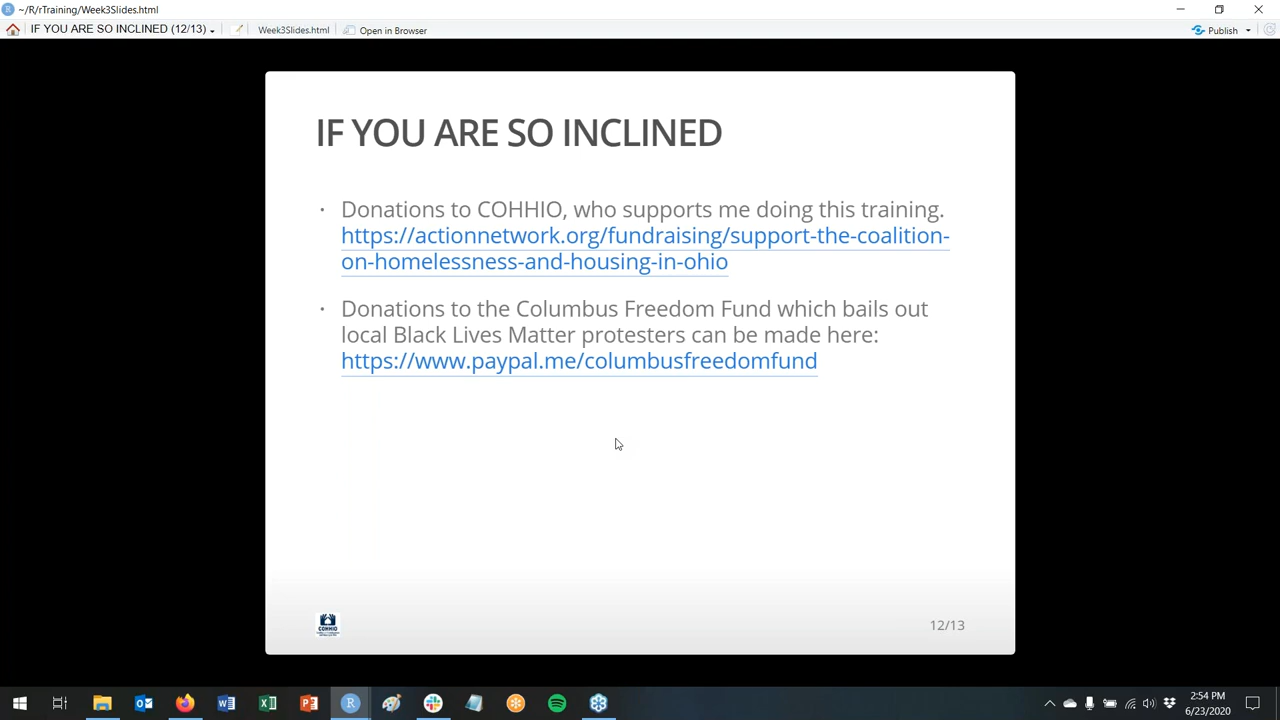 ~/R/rTraining/Week3Slides.html
IF YOU ARE SO INCLINED (12/13)
Week3Slides.html
Open in Browser
Publish
IF YOU ARE SO INCLINED
· Donations to COHHIO, who supports me doing this training.
https://actionnetwork.org/fundraising/support-the-coalition-
on-homelessness-and-housing-in-ohio
· Donations to the Columbus Freedom Fund which bails out
local Black Lives Matter protesters can be made here:
https://www.paypal.me/columbusfreedomfund
COHHIO
12/13
2:54 PM
6/23/2020